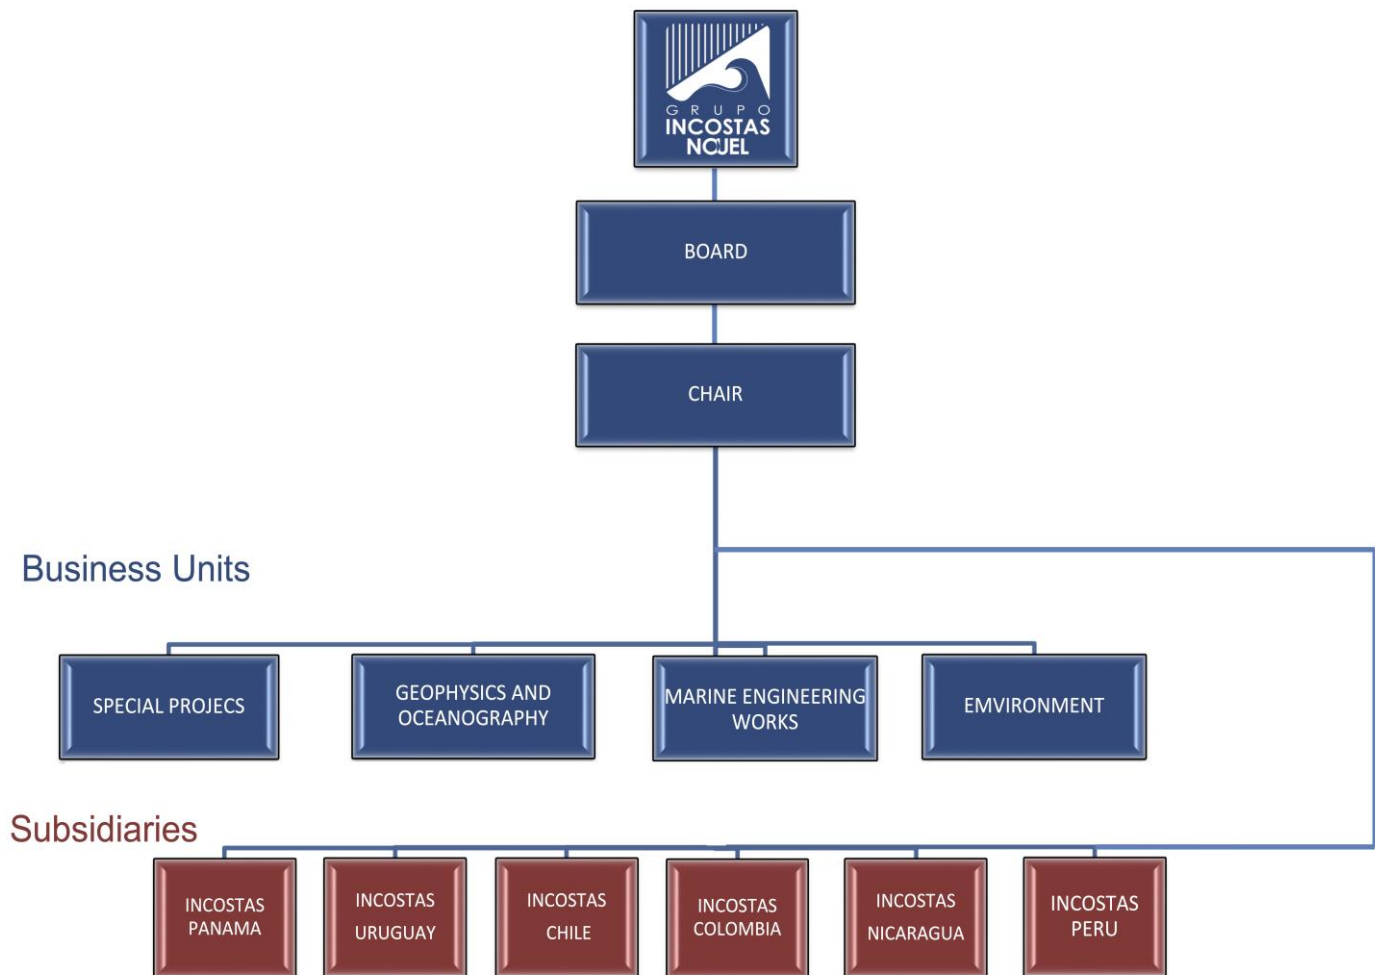 GRUPO
INCOSTAS
BOARD
CHAIR
Business Units
SPECIAL PROJECS
GEOPHYSICS AND
OCEANOGRAPHY
MARINE ENGINEERING
WORKS
EMVIRONMENT
Subsidiaries
INCOSTAS
PANAMA
INCOSTAS
URUGUAY
INCOSTAS
CHILE
INCOSTAS
COLOMBIA
INCOSTAS
NICARAGUA
INCOSTAS
PERU